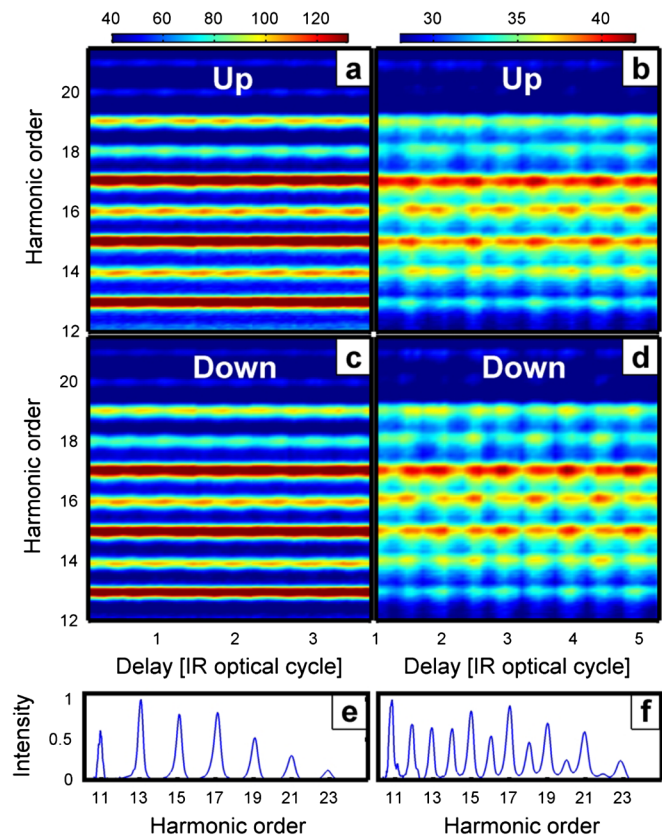 40 60 80 100 120
28 30 35 40
a Up
b Up
Harmonic order
20
18
16
14
12
c Down
d Down
Harmonic order
20
18
16
14
12
1 2 3
1 2 3 4 5
Delay [IR optical cycle]
Delay [IR optical cycle]
e
f
Intensity
1
0.5
0
11 13 15 17 19 21 23
11 13 15 17 19 21 23
Harmonic order
Harmonic order